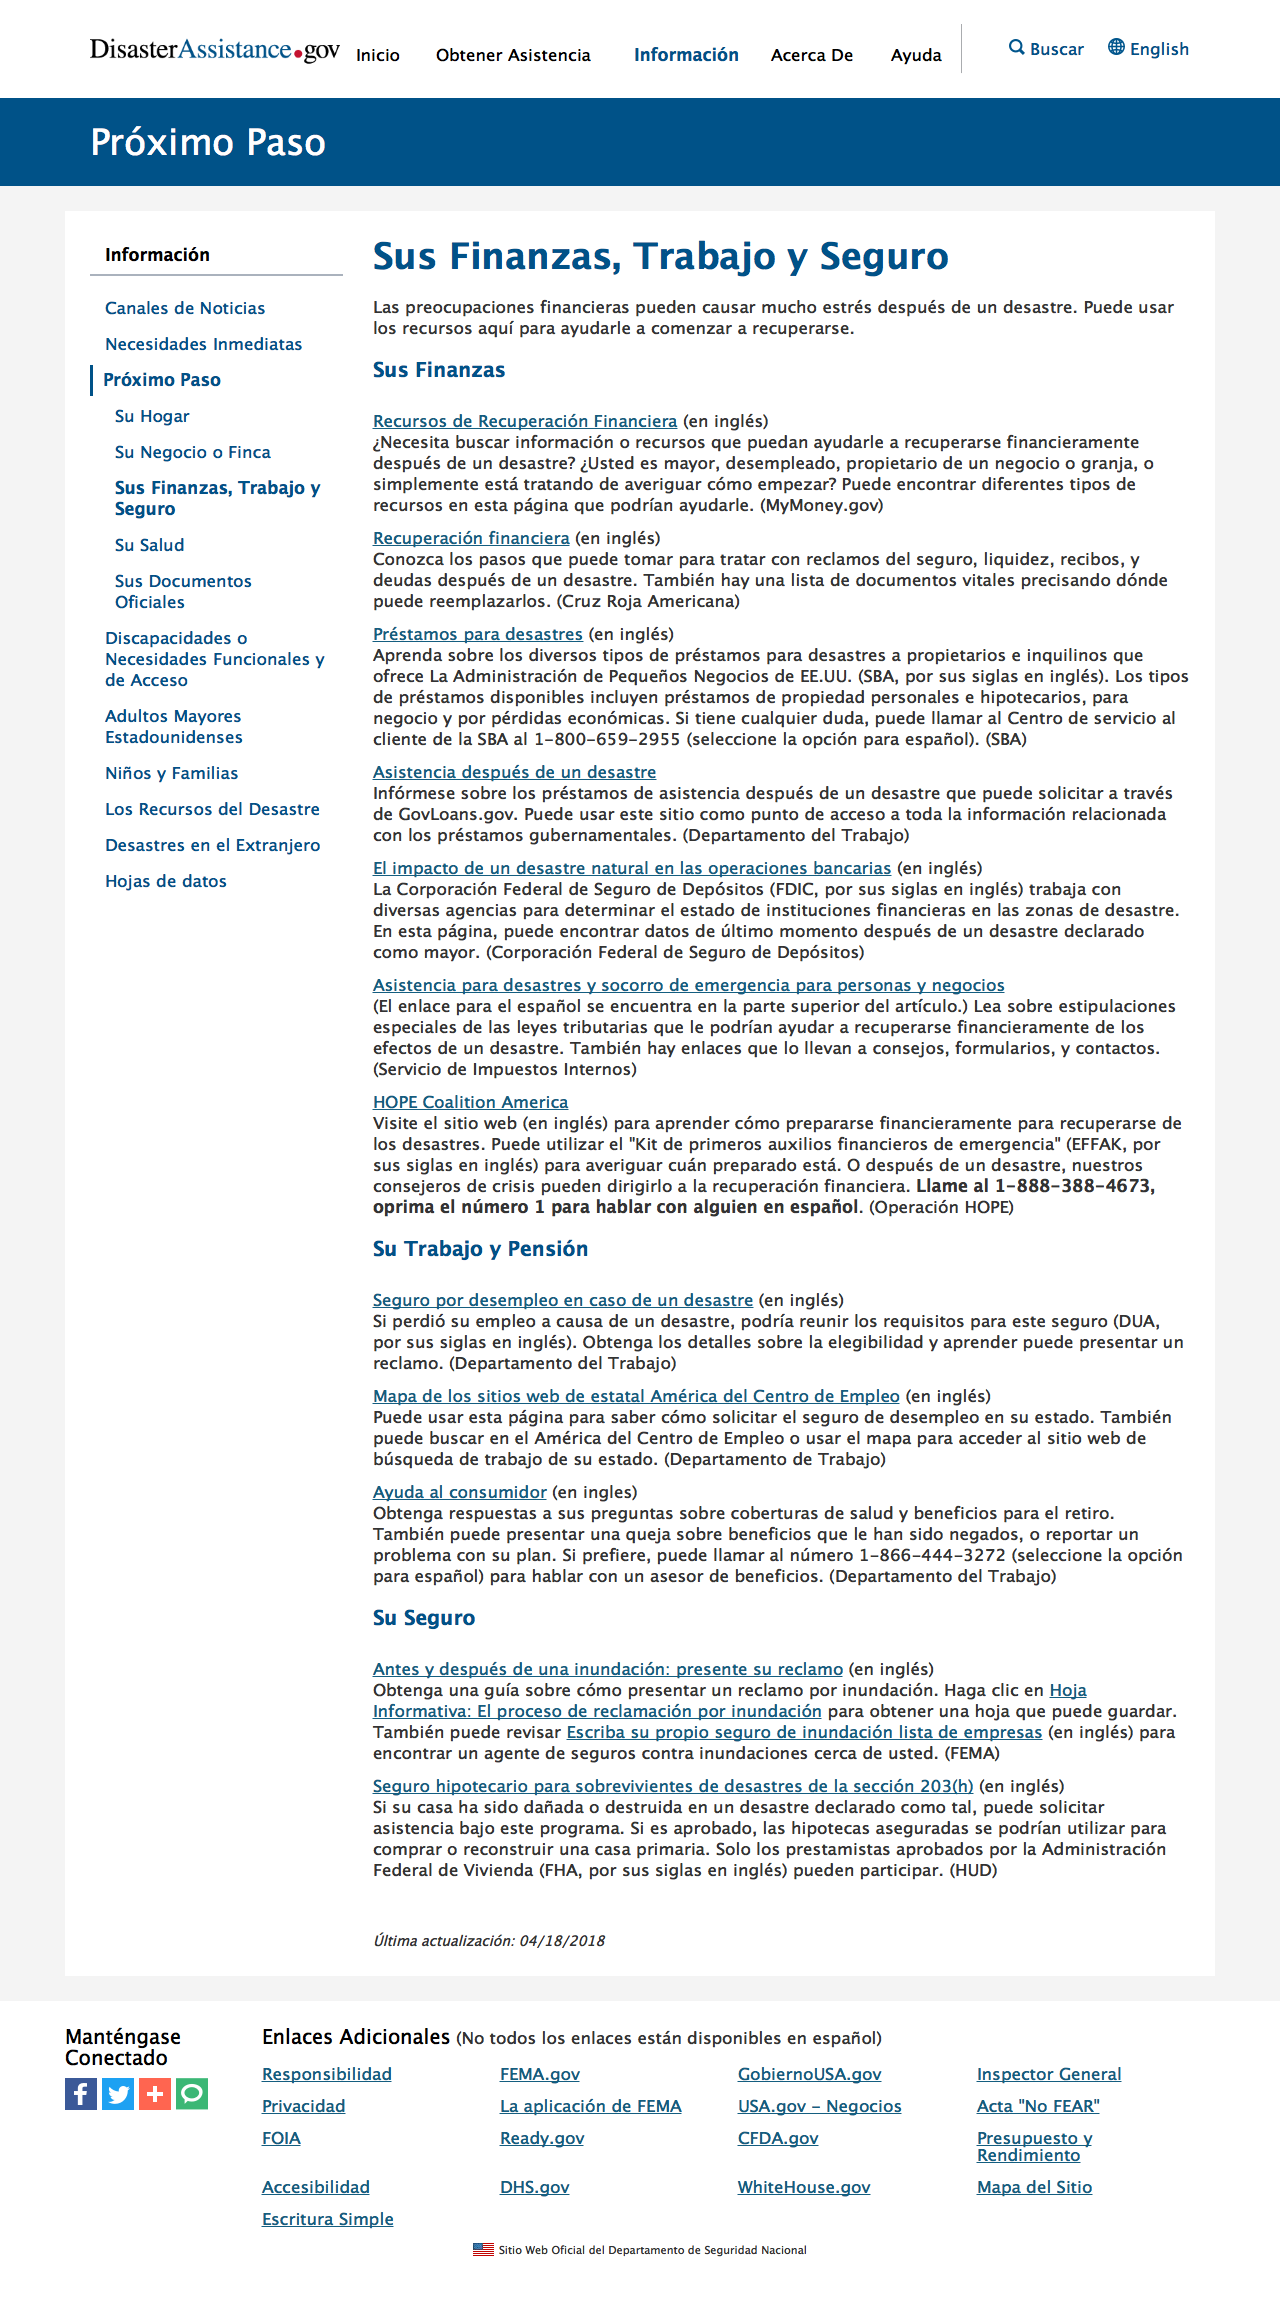 DisasterAssistance.gov
Inicio
Obtener Asistencia
Información
Acerca De
Ayuda
Buscar
English
Próximo Paso
Información
Canales de Noticias
Necesidades Inmediatas
Próximo Paso
Su Hogar
Su Negocio o Finca
Sus Finanzas, Trabajo y
Seguro
Su Salud
Sus Documentos
Oficiales
Discapacidades o
Necesidades Funcionales y
de Acceso
Adultos Mayores
Estadounidenses
Niños y Familias
Los Recursos del Desastre
Desastres en el Extranjero
Hojas de datos
Sus Finanzas, Trabajo y Seguro
Las preocupaciones financieras pueden causar mucho estrés después de un desastre. Puede usar
los recursos aquí para ayudarle a comenzar a recuperarse.
Sus Finanzas
Recursos de Recuperación Financiera (en inglés)
¿Necesita buscar información o recursos que puedan ayudarle a recuperarse financieramente
después de un desastre? ¿Usted es mayor, desempleado, propietario de un negocio o granja, o
simplemente está tratando de averiguar cómo empezar? Puede encontrar diferentes tipos de
recursos en esta página que podrían ayudarle. (MyMoney.gov)
Recuperación financiera (en inglés)
Conozca los pasos que puede tomar para tratar con reclamos del seguro, liquidez, recibos, y
deudas después de un desastre. También hay una lista de documentos vitales precisando dónde
puede reemplazarlos. (Cruz Roja Americana)
Préstamos para desastres (en inglés)
Aprenda sobre los diversos tipos de préstamos para desastres a propietarios e inquilinos que
ofrece La Administración de Pequeños Negocios de EE.UU. (SBA, por sus siglas en inglés). Los tipos
de préstamos disponibles incluyen préstamos de propiedad personales e hipotecarios, para
negocio y por pérdidas económicas. Si tiene cualquier duda, puede llamar al Centro de servicio al
cliente de la SBA al 1-800-659-2955 (seleccione la opción para español). (SBA)
Asistencia después de un desastre
Infórmese sobre los préstamos de asistencia después de un desastre que puede solicitar a través
de GovLoans.gov. Puede usar este sitio como punto de acceso a toda la información relacionada
con los préstamos gubernamentales. (Departamento del Trabajo)
El impacto de un desastre natural en las operaciones bancarias (en inglés)
La Corporación Federal de Seguro de Depósitos (FDIC, por sus siglas en inglés) trabaja con
diversas agencias para determinar el estado de instituciones financieras en las zonas de desastre.
En esta página, puede encontrar datos de último momento después de un desastre declarado
como mayor. (Corporación Federal de Seguro de Depósitos)
Asistencia para desastres y socorro de emergencia para personas y negocios
(El enlace para el español se encuentra en la parte superior del artículo.) Lea sobre estipulaciones
especiales de las leyes tributarias que le podrían ayudar a recuperarse financieramente de los
efectos de un desastre. También hay enlaces que lo llevan a consejos, formularios, y contactos.
(Servicio de Impuestos Internos)
HOPE Coalition America
Visite el sitio web (en inglés) para aprender cómo prepararse financieramente para recuperarse de
los desastres. Puede utilizar el "Kit de primeros auxilios financieros de emergencia" (EFFAK, por
sus siglas en inglés) para averiguar cuán preparado está. O después de un desastre, nuestros
consejeros de crisis pueden dirigirlo a la recuperación financiera. Llame al 1-888-388-4673,
oprima el número 1 para hablar con alguien en español. (Operación HOPE)
Su Trabajo y Pensión
Seguro por desempleo en caso de un desastre (en inglés)
Si perdió su empleo a causa de un desastre, podría reunir los requisitos para este seguro (DUA,
por sus siglas en inglés). Obtenga los detalles sobre la elegibilidad y aprender puede presentar un
reclamo. (Departamento del Trabajo)
Mapa de los sitios web de estatal América del Centro de Empleo (en inglés)
Puede usar esta página para saber cómo solicitar el seguro de desempleo en su estado. También
puede buscar en el América del Centro de Empleo o usar el mapa para acceder al sitio web de
búsqueda de trabajo de su estado. (Departamento de Trabajo)
Ayuda al consumidor (en ingles)
Obtenga respuestas a sus preguntas sobre coberturas de salud y beneficios para el retiro.
También puede presentar una queja sobre beneficios que le han sido negados, o reportar un
problema con su plan. Si prefiere, puede llamar al número 1-866-444-3272 (seleccione la opción
para español) para hablar con un asesor de beneficios. (Departamento del Trabajo)
Su Seguro
Antes y después de una inundación: presente su reclamo (en inglés)
Obtenga una guía sobre cómo presentar un reclamo por inundación. Haga clic en Hoja
Informativa: El proceso de reclamación por inundación para obtener una hoja que puede guardar.
También puede revisar Escriba su propio seguro de inundación lista de empresas (en inglés) para
encontrar un agente de seguros contra inundaciones cerca de usted. (FEMA)
Seguro hipotecario para sobrevivientes de desastres de la sección 203(h) (en inglés)
Si su casa ha sido dañada o destruida en un desastre declarado como tal, puede solicitar
asistencia bajo este programa. Si es aprobado, las hipotecas aseguradas se podrían utilizar para
comprar o reconstruir una casa primaria. Solo los prestamistas aprobados por la Administración
Federal de Vivienda (FHA, por sus siglas en inglés) pueden participar. (HUD)
Última actualización: 04/18/2018
Manténgase
Conectado
Enlaces Adicionales (No todos los enlaces están disponibles en español)
Responsibilidad
FEMA.gov
GobiernoUSA.gov
Inspector General
Privacidad
La aplicación de FEMA
USA.gov – Negocios
Acta "No FEAR"
FOIA
Ready.gov
CFDA.gov
Presupuesto y
Rendimiento
Accesibilidad
DHS.gov
WhiteHouse.gov
Mapa del Sitio
Escritura Simple
Sitio Web Oficial del Departamento de Seguridad Nacional